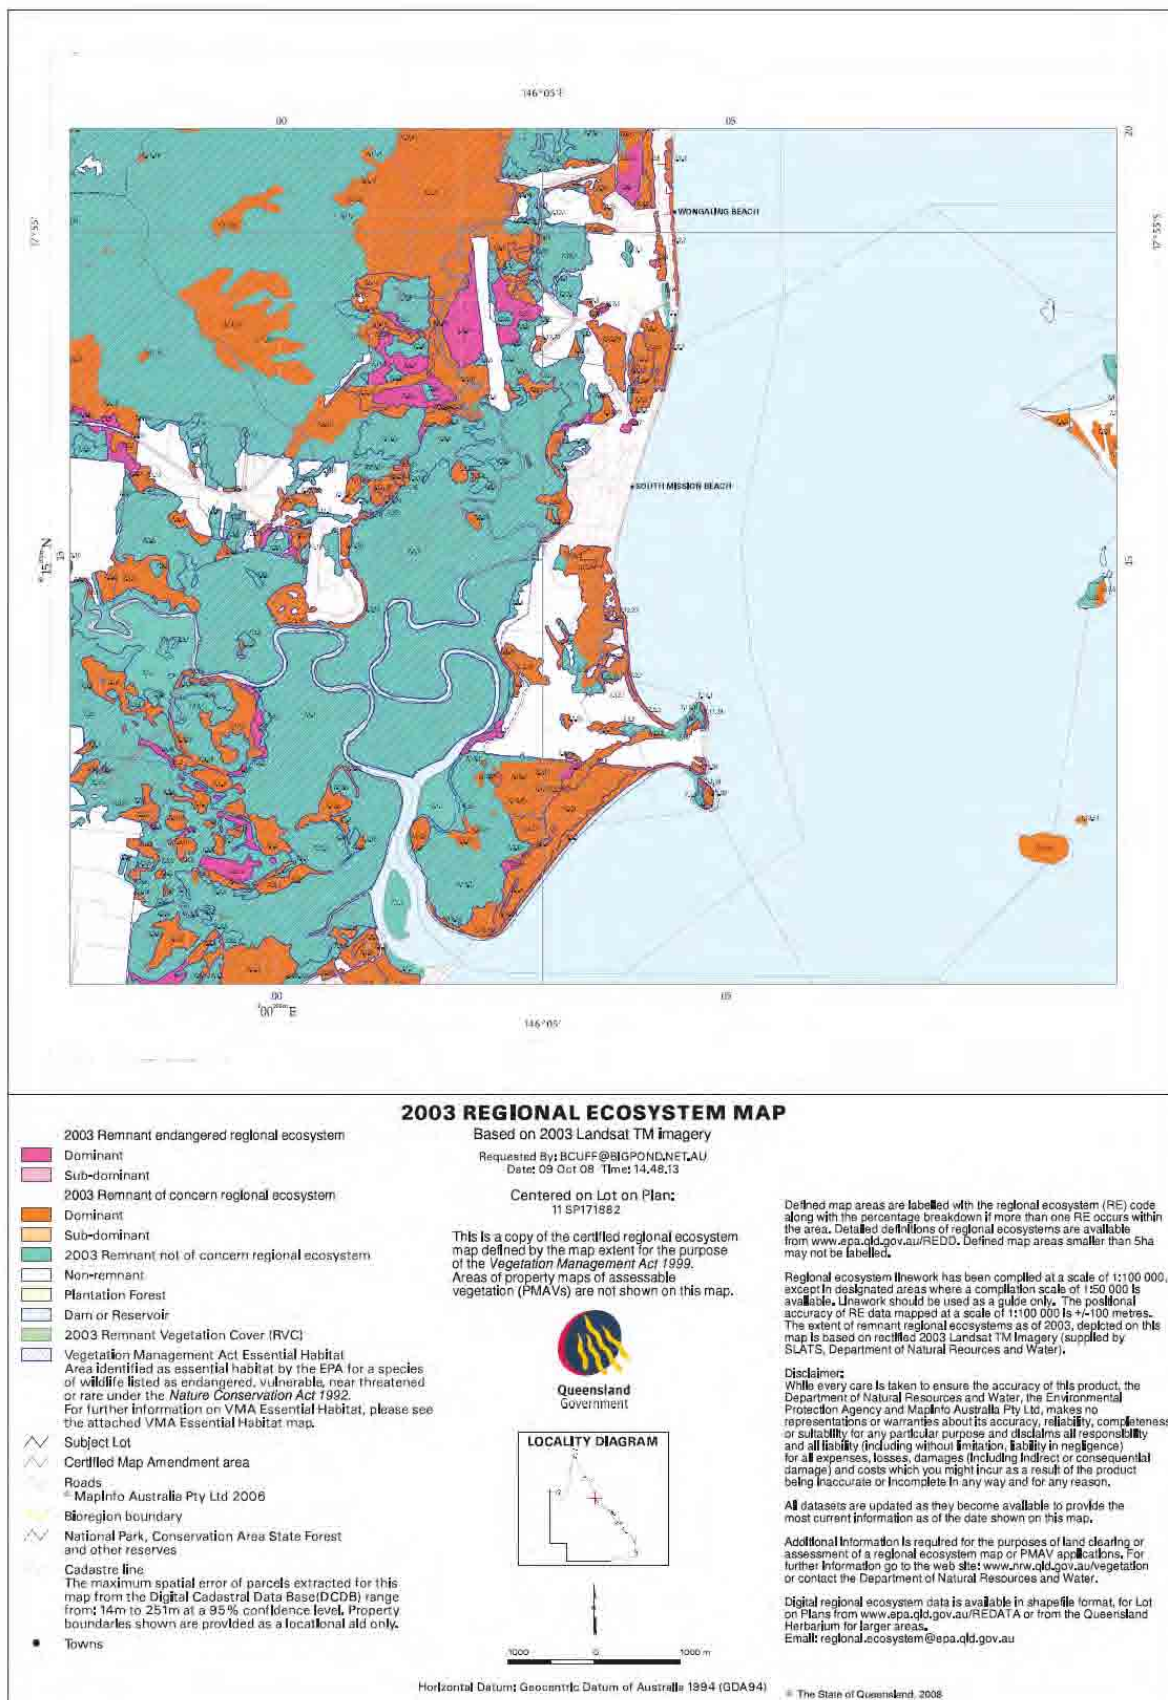 146°05'E
00
05
20
17°55'
17°55'S
WONGALING BEACH
SOUTH MISSION BEACH
15
15
00
05
146°05'
2003 REGIONAL ECOSYSTEM MAP
Based on 2003 Landsat TM imagery
Requested By: BCUFF@BIGPOND.NET.AU
Date: 09 Oct 08 Time: 14.48.13
Centered on Lot on Plan:
11 SP171882
This is a copy of the certified regional ecosystem
map defined by the map extent for the purpose
of the Vegetation Management Act 1999.
Areas of property maps of assessable
vegetation (PMAVs) are not shown on this map.
Queensland
Government
LOCALITY DIAGRAM
1000 0 1000 m
Horizontal Datum: Geocentric Datum of Australia 1994 (GDA94)
2003 Remnant endangered regional ecosystem
Dominant
Sub-dominant
2003 Remnant of concern regional ecosystem
Dominant
Sub-dominant
2003 Remnant not of concern regional ecosystem
Non-remnant
Plantation Forest
Dam or Reservoir
2003 Remnant Vegetation Cover (RVC)
Vegetation Management Act Essential Habitat
Area identified as essential habitat by the EPA for a species
of wildlife listed as endangered, vulnerable, near threatened
or rare under the Nature Conservation Act 1992.
For further information on VMA Essential Habitat, please see
the attached VMA Essential Habitat map.
Subject Lot
Certified Map Amendment area
Roads
© MapInfo Australia Pty Ltd 2006
Bioregion boundary
National Park, Conservation Area State Forest
and other reserves
Cadastre line
The maximum spatial error of parcels extracted for this
map from the Digital Cadastral Data Base(DCDB) range
from: 14m to 251m at a 95% confidence level. Property
boundaries shown are provided as a locational aid only.
Towns
Defined map areas are labelled with the regional ecosystem (RE) code
along with the percentage breakdown if more than one RE occurs within
the area. Detailed definitions of regional ecosystems are available
from www.epa.qld.gov.au/REDD. Defined map areas smaller than 5ha
may not be labelled.
Regional ecosystem linework has been compiled at a scale of 1:100 000,
except in designated areas where a compilation scale of 1:50 000 is
available. Linework should be used as a guide only. The positional
accuracy of RE data mapped at a scale of 1:100 000 is +/-100 metres.
The extent of remnant regional ecosystems as of 2003, depicted on this
map is based on rectified 2003 Landsat TM Imagery (supplied by
SLATS, Department of Natural Reources and Water).
Disclaimer:
While every care is taken to ensure the accuracy of this product, the
Department of Natural Resources and Water, the Environmental
Protection Agency and MapInfo Australia Pty Ltd, makes no
representations or warranties about its accuracy, reliability, completeness
or suitability for any particular purpose and disclaims all responsibility
and all liability (including without limitation, liability in negligence)
for all expenses, losses, damages (including indirect or consequential
damage) and costs which you might incur as a result of the product
being inaccurate or incomplete in any way and for any reason.
All datasets are updated as they become available to provide the
most current information as of the date shown on this map.
Additional Information is required for the purposes of land clearing or
assessment of a regional ecosystem map or PMAV applications. For
further information go to the web site: www.nrw.qld.gov.au/vegetation
or contact the Department of Natural Resources and Water.
Digital regional ecosystem data is available in shapefile format, for Lot
on Plans from www.epa.qld.gov.au/REDATA or from the Queensland
Herbarium for larger areas.
Email: regional.ecosystem@epa.qld.gov.au
© The State of Queensland, 2008